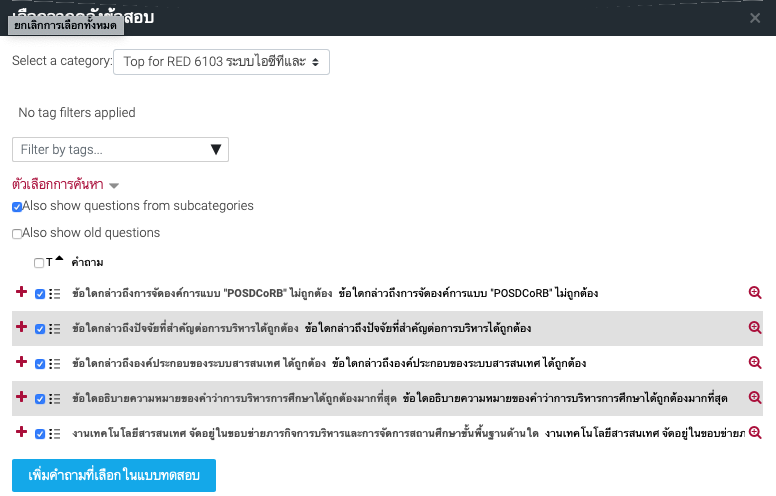 ยกเลิกการเลือกทั้งหมด
Select a category: Top for RED 6103 ระบบไอซีทีและ
No tag filters applied
Filter by tags...
ตัวเลือกการค้นหา
Also show questions from subcategories
Also show old questions
T คำถาม
ข้อใดกล่าวถึงการจัดองค์การแบบ "POSDCoRB" ไม่ถูกต้อง ข้อใดกล่าวถึงการจัดองค์การแบบ "POSDCoRB" ไม่ถูกต้อง
ข้อใดกล่าวถึงปัจจัยที่สำคัญต่อการบริหารได้ถูกต้อง ข้อใดกล่าวถึงปัจจัยที่สำคัญต่อการบริหารได้ถูกต้อง
ข้อใดกล่าวถึงองค์ประกอบของระบบสารสนเทศ ได้ถูกต้อง ข้อใดกล่าวถึงองค์ประกอบของระบบสารสนเทศ ได้ถูกต้อง
ข้อใดอธิบายความหมายของคำว่าการบริหารการศึกษาได้ถูกต้องมากที่สุด ข้อใดอธิบายความหมายของคำว่าการบริหารการศึกษาได้ถูกต้องมากที่สุด
งานเทคโนโลยีสารสนเทศ จัดอยู่ในขอบข่ายภารกิจการบริหารและการจัดการสถานศึกษาขั้นพื้นฐานด้านใด งานเทคโนโลยีสารสนเทศ จัดอยู่ในขอบข่ายภา
เพิ่มคำถามที่เลือก ในแบบทดสอบ